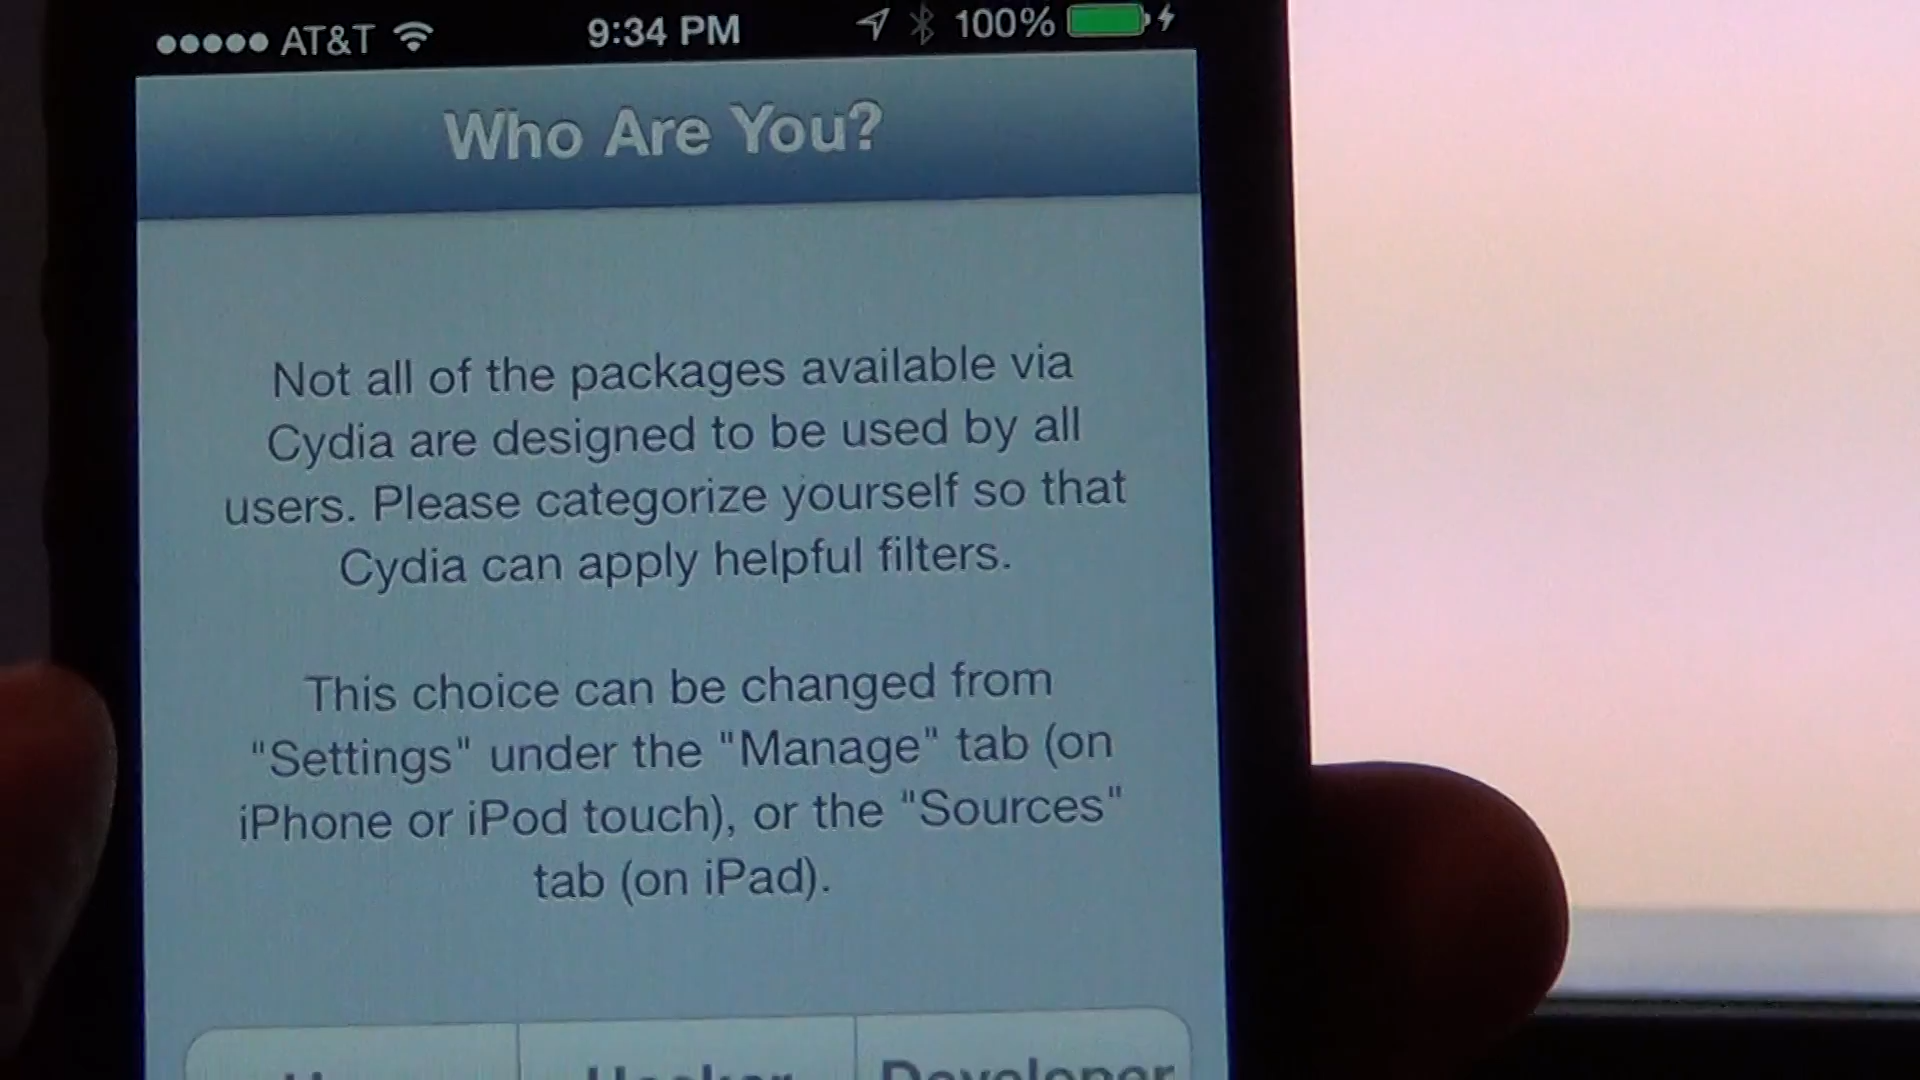 AT&T 9:34 PM 100%
Who Are You?
Not all of the packages available via
Cydia are designed to be used by all
users. Please categorize yourself so that
Cydia can apply helpful filters.
This choice can be changed from
"Settings" under the "Manage" tab (on
iPhone or iPod touch), or the "Sources"
tab (on iPad).
Hacker Developer